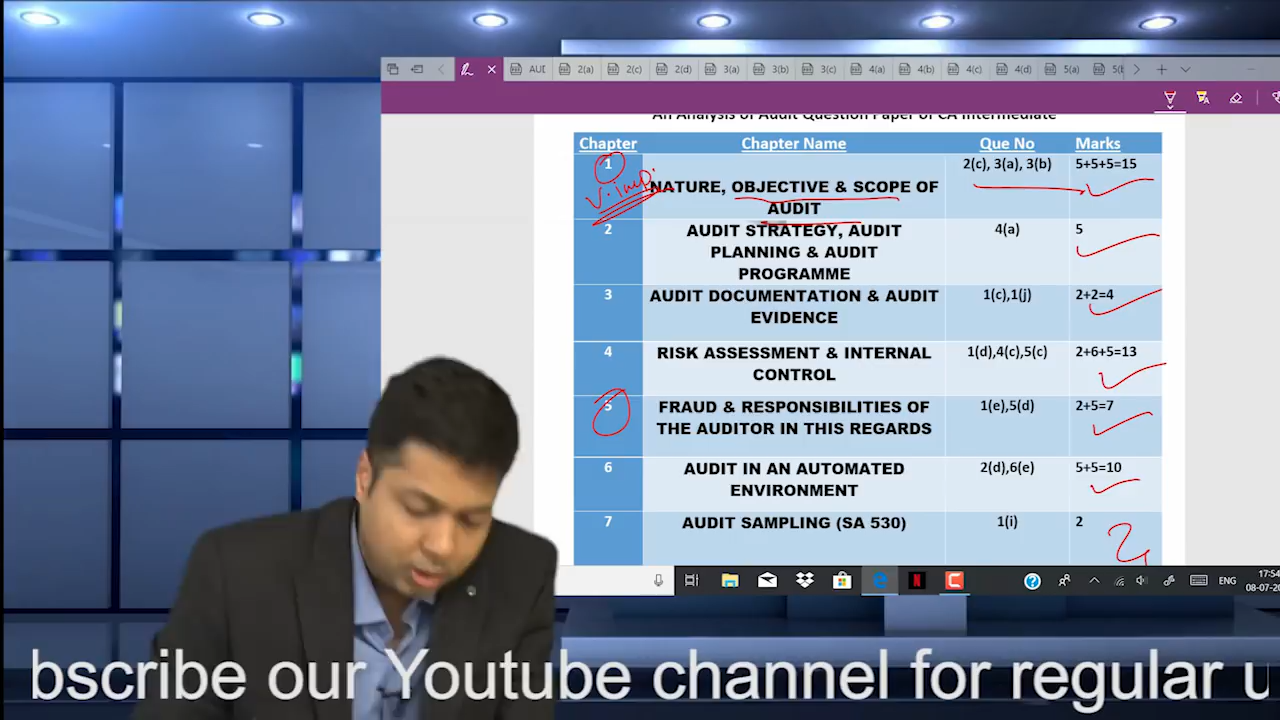 AUD 2(a) 2(c) 2(d) 3(a) 3(b) 3(c) 4(a) 4(b) 4(c) 4(d) 5(a)
An Analysis of Audit Question Paper of CA Intermediate
Chapter Chapter Name Que No Marks
1 NATURE, OBJECTIVE & SCOPE OF 2(c), 3(a), 3(b) 5+5+5=15
V. imp.
AUDIT
2 AUDIT STRATEGY, AUDIT 4(a) 5
PLANNING & AUDIT
PROGRAMME
3 AUDIT DOCUMENTATION & AUDIT 1(c),1(j) 2+2=4
EVIDENCE
4 RISK ASSESSMENT & INTERNAL 1(d),4(c),5(c) 2+6+5=13
CONTROL
5 FRAUD & RESPONSIBILITIES OF 1(e),5(d) 2+5=7
THE AUDITOR IN THIS REGARDS
6 AUDIT IN AN AUTOMATED 2(d),6(e) 5+5=10
ENVIRONMENT
7 AUDIT SAMPLING (SA 530) 1(i) 2
2
ENG 17:54
08-07-20
bscribe our Youtube channel for regular u